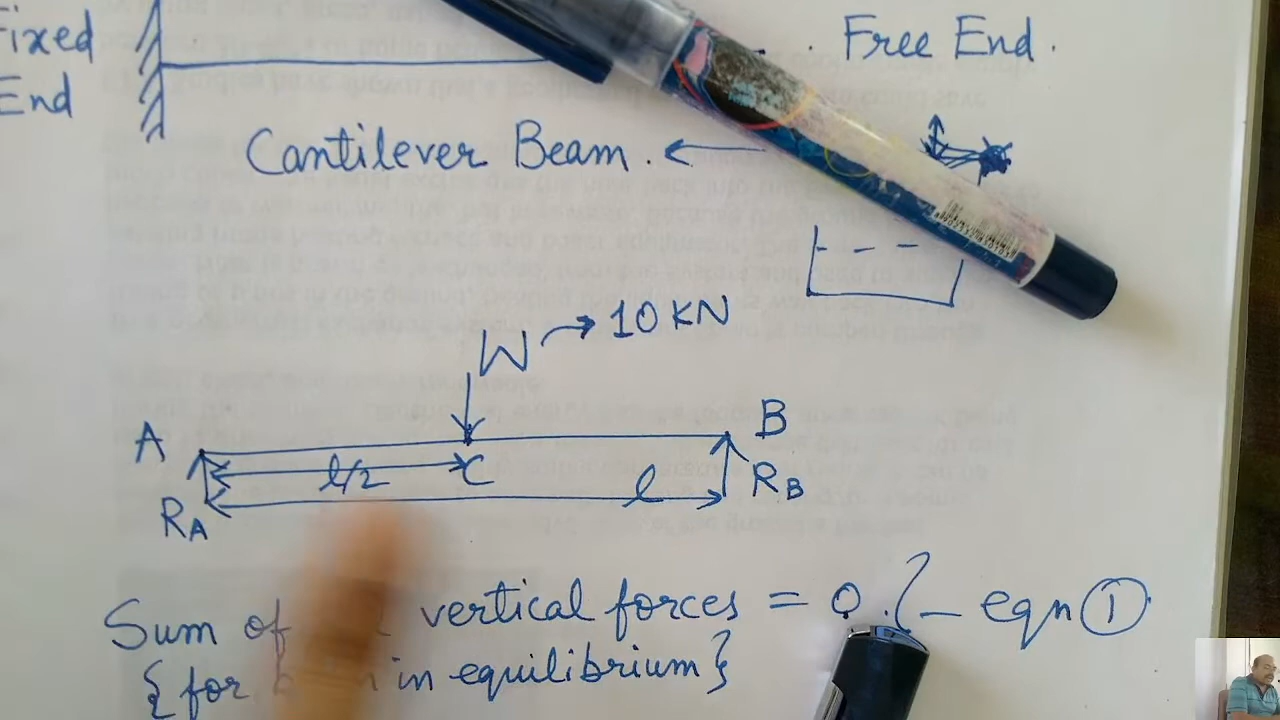 Fixed
End
Free End.
Cantilever Beam.
W → 10 KN
A
B
l/2
C
l
RA
RB
Sum of vertical forces = 0. - eqn 1
{for in equilibrium}